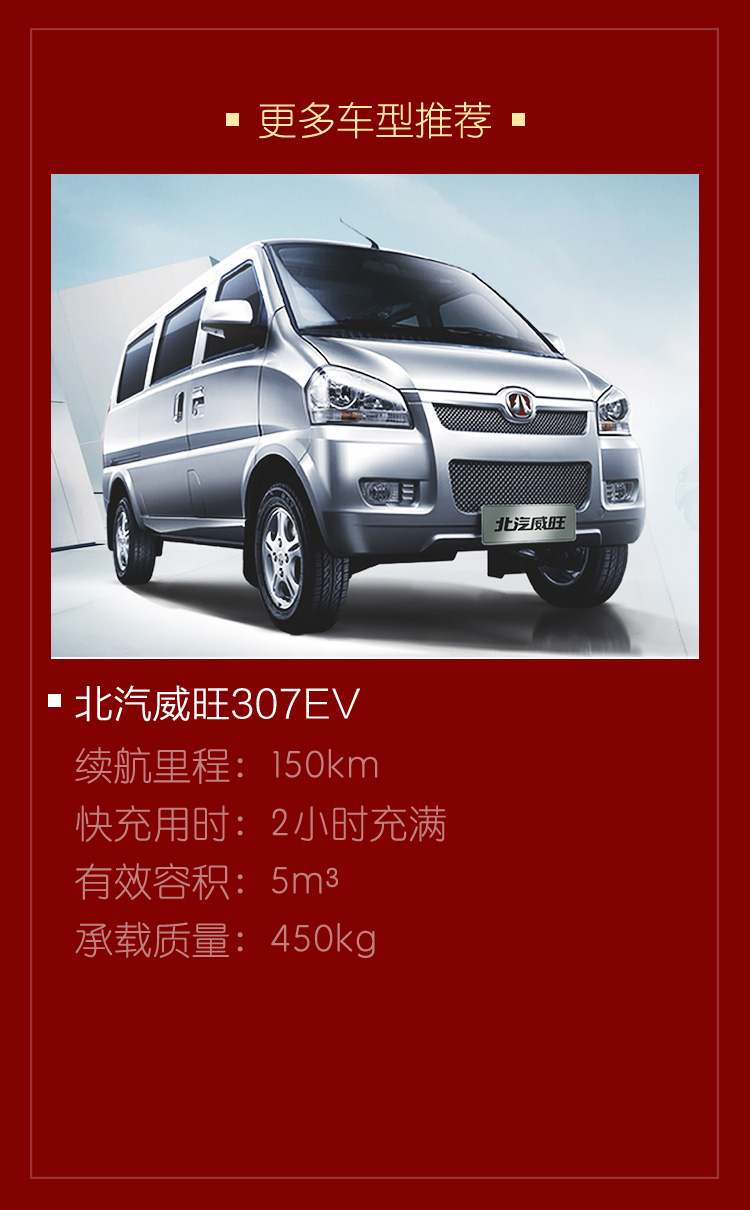 更多车型推荐
北汽威旺
北汽威旺307EV
续航里程：150km
快充用时：2小时充满
有效容积：5m³
承载质量：450kg